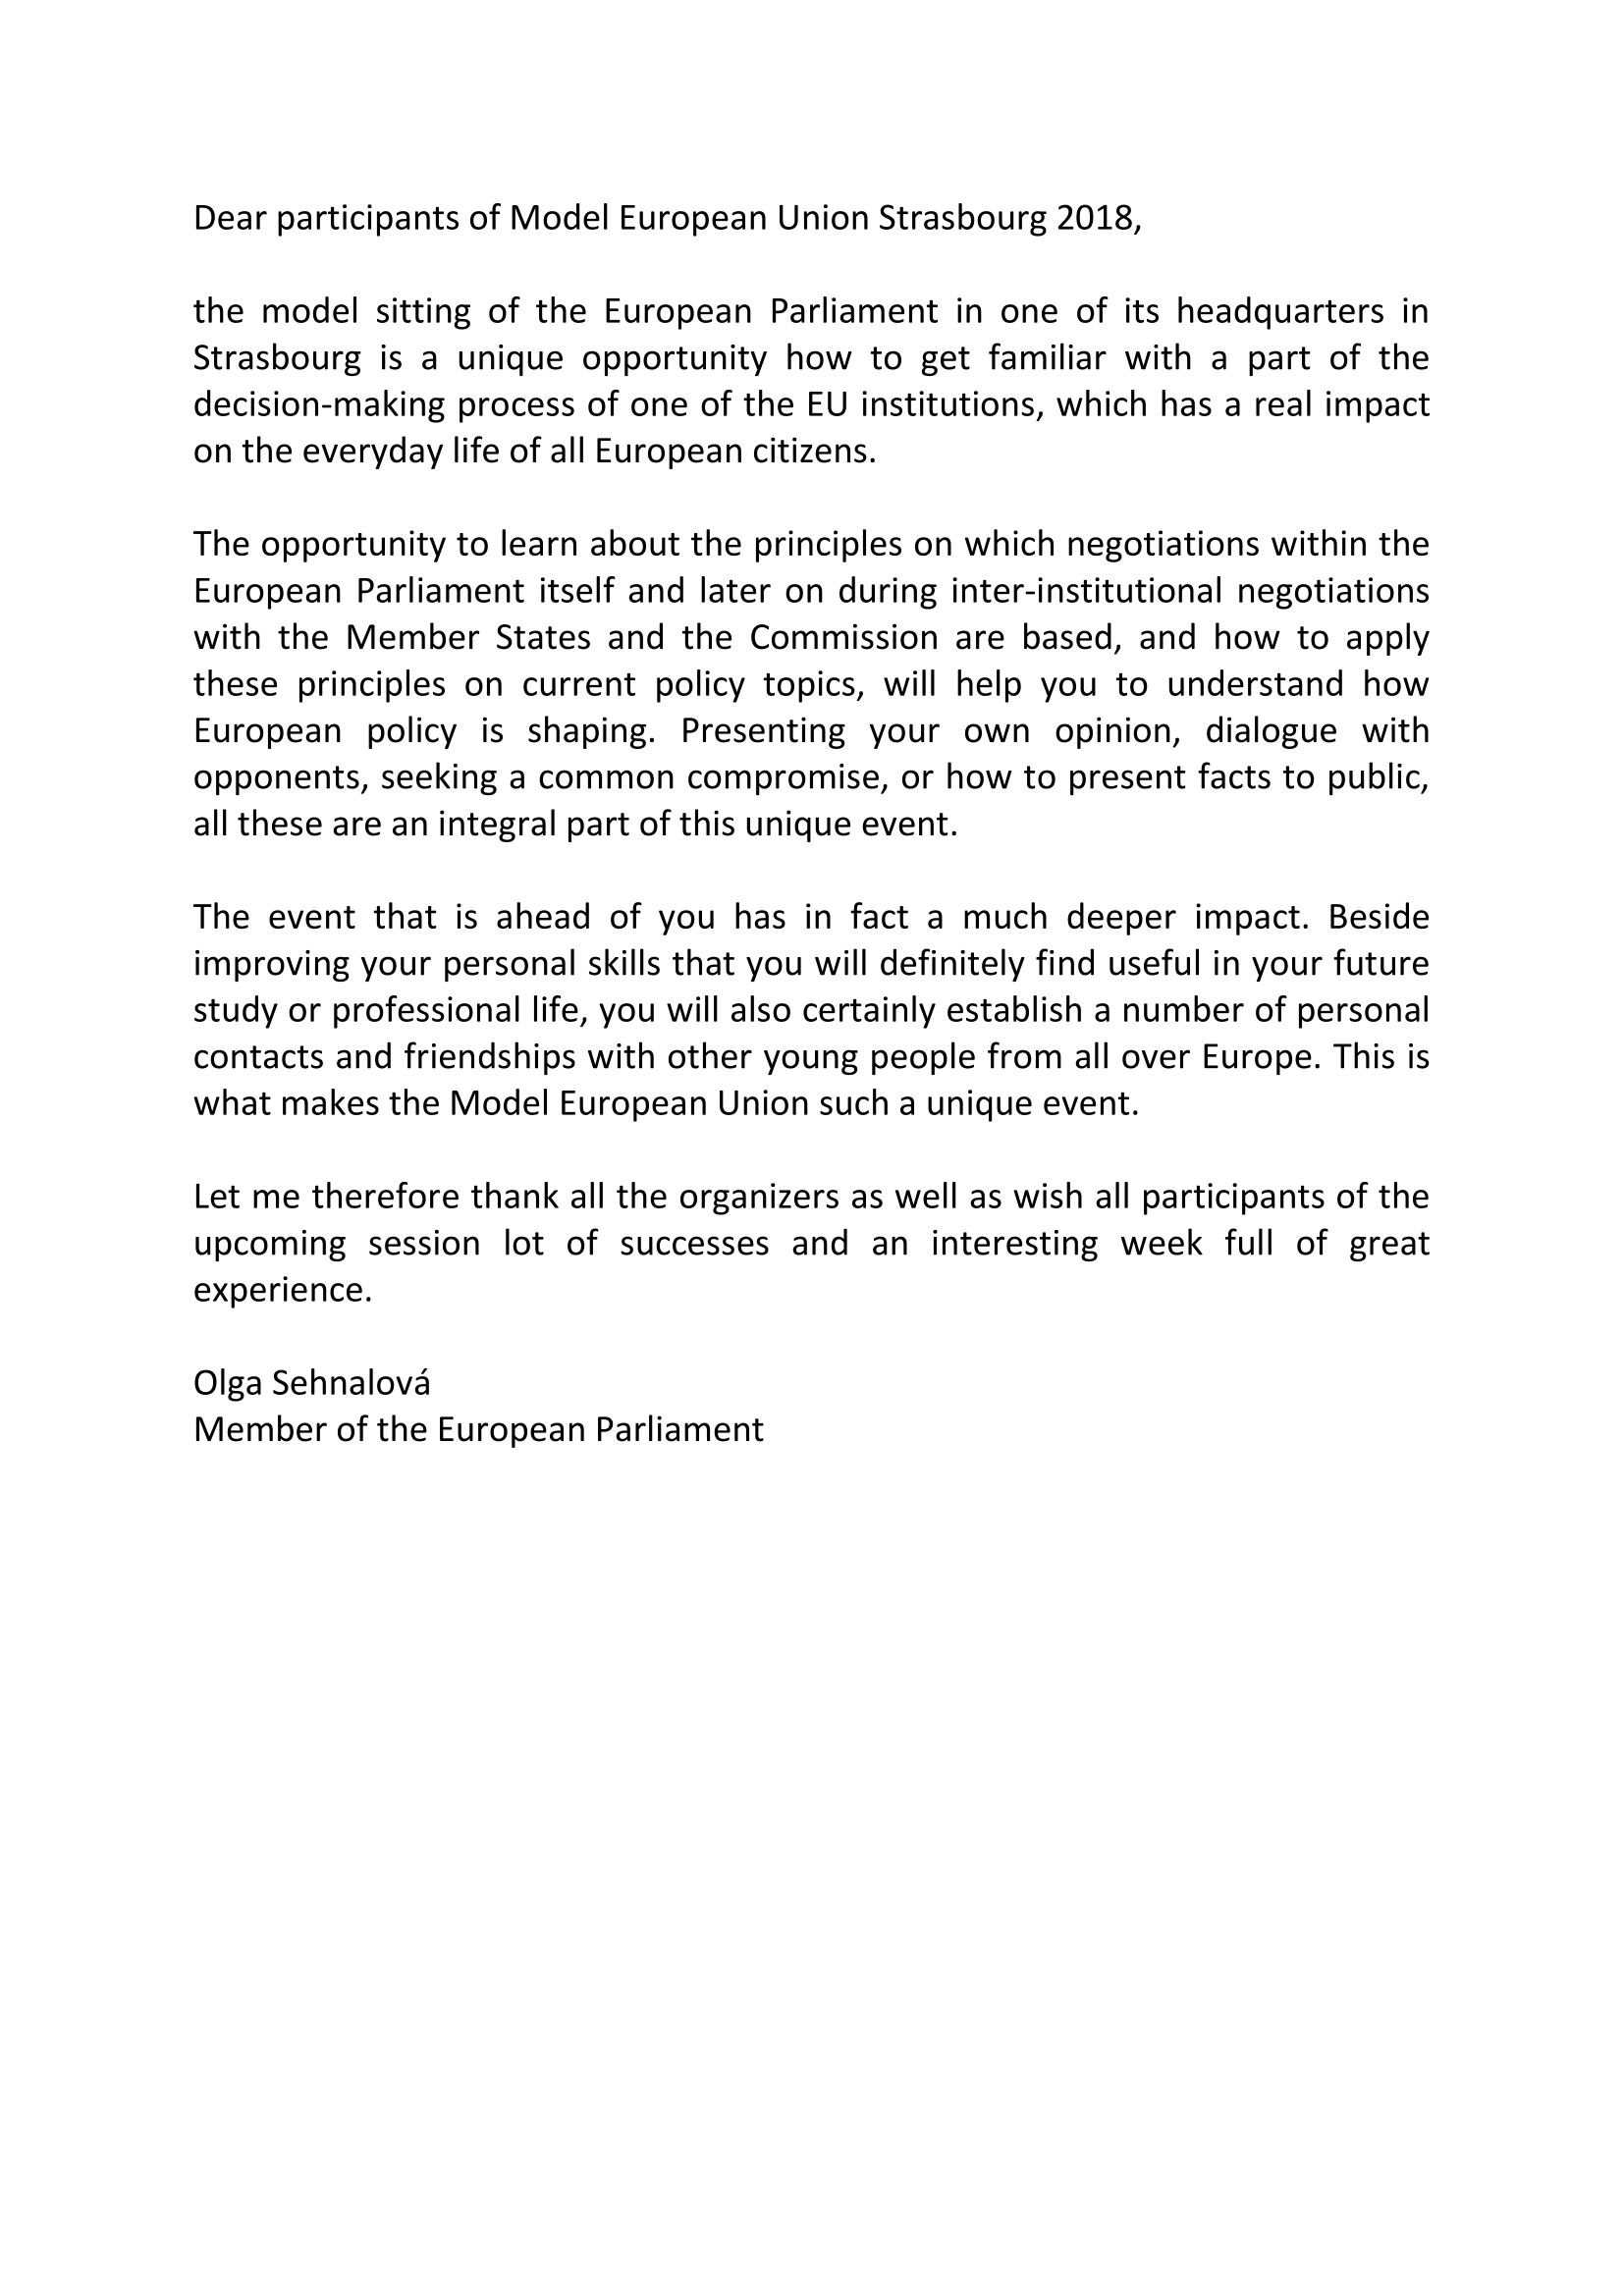 Dear participants of Model European Union Strasbourg 2018,
the model sitting of the European Parliament in one of its headquarters in
Strasbourg is a unique opportunity how to get familiar with a part of the
decision-making process of one of the EU institutions, which has a real impact
on the everyday life of all European citizens.
The opportunity to learn about the principles on which negotiations within the
European Parliament itself and later on during inter-institutional negotiations
with the Member States and the Commission are based, and how to apply
these principles on current policy topics, will help you to understand how
European policy is shaping. Presenting your own opinion, dialogue with
opponents, seeking a common compromise, or how to present facts to public,
all these are an integral part of this unique event.
The event that is ahead of you has in fact a much deeper impact. Beside
improving your personal skills that you will definitely find useful in your future
study or professional life, you will also certainly establish a number of personal
contacts and friendships with other young people from all over Europe. This is
what makes the Model European Union such a unique event.
Let me therefore thank all the organizers as well as wish all participants of the
upcoming session lot of successes and an interesting week full of great
experience.
Olga Sehnalová
Member of the European Parliament